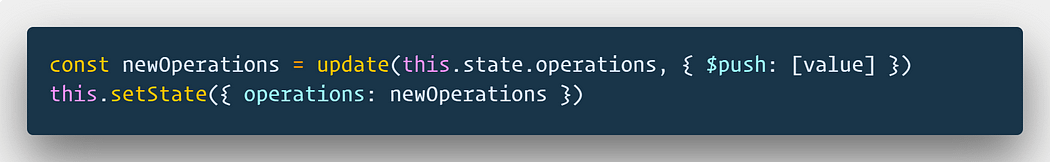 const newOperations = update(this.state.operations, { $push: [value] })
this.setState({ operations: newOperations })